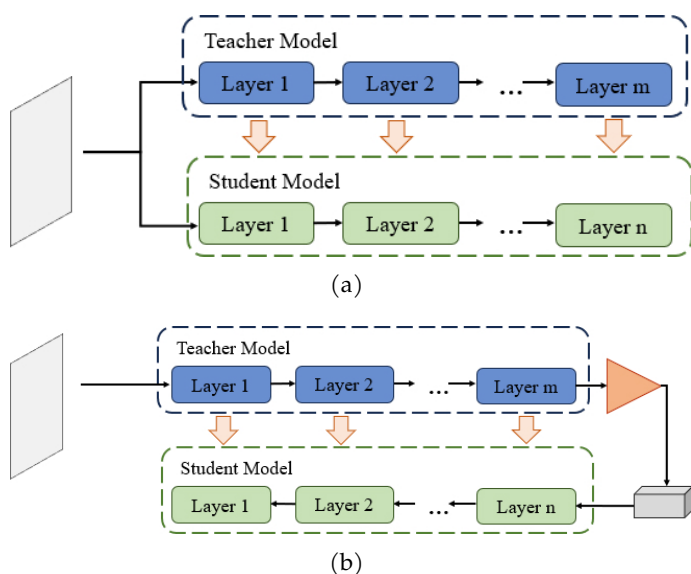 Teacher Model
Layer 1 Layer 2 ... Layer m
Student Model
Layer 1 Layer 2 ... Layer n
(a)
Teacher Model
Layer 1 Layer 2 ... Layer m
Student Model
Layer 1 Layer 2 ... Layer n
(b)